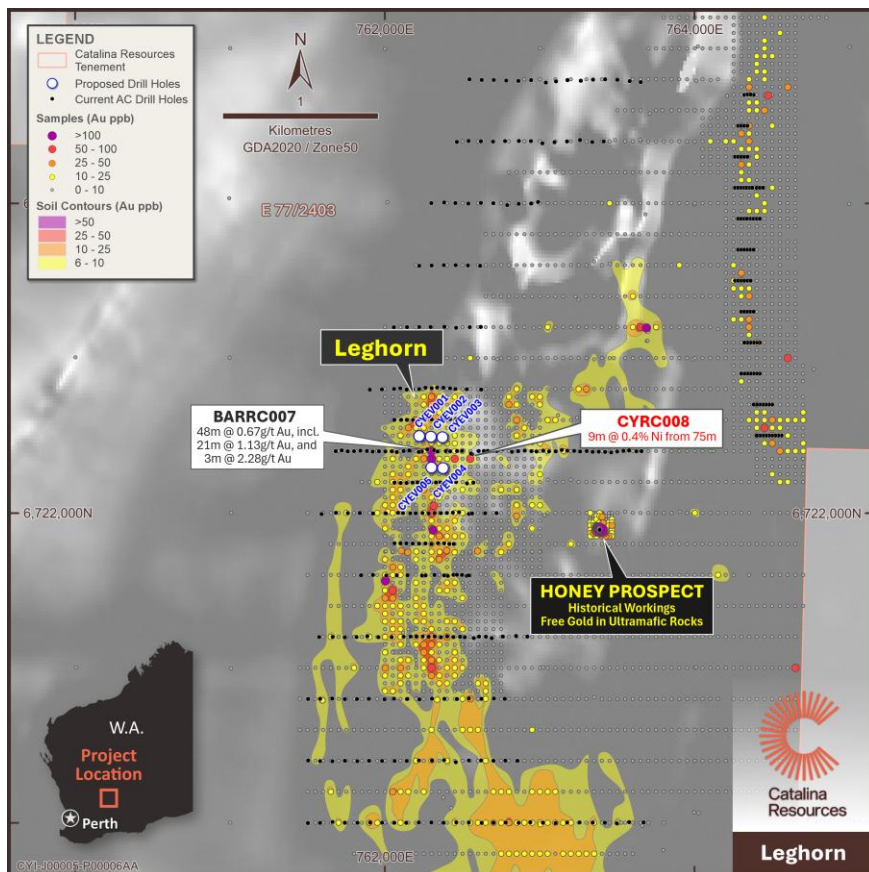 762,000E
764,000E
LEGEND
Catalina Resources
Tenement
Proposed Drill Holes
Current AC Drill Holes
Samples (Au ppb)
>100
50 - 100
25 - 50
10 - 25
0 - 10
Soil Contours (Au ppb)
>50
25 - 50
10 - 25
6 - 10
N
1
Kilometres
GDA2020 / Zone50
E 77/2403
Leghorn
CYEV001
CYEV002
CYEV003
BARRC007
48m @ 0.67g/t Au, incl.
21m @ 1.13g/t Au, and
3m @ 2.28g/t Au
CYRC008
9m @ 0.4% Ni from 75m
CYEV005
CYEV004
6,722,000N
6,722,000N
HONEY PROSPECT
Historical Workings
Free Gold in Ultramafic Rocks
W.A.
Project
Location
Perth
Catalina
Resources
762,000E
Leghorn
CYI-J00005-P00006AA